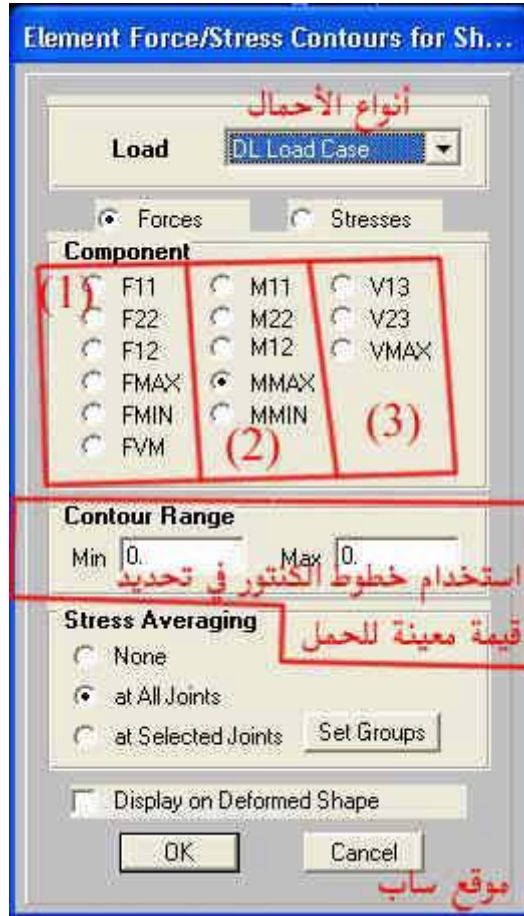 Element Force/Stress Contours for Sh...
أنواع الأحمال
Load DL Load Case
Forces Stresses
Component
(1) F11 M11 V13
F22 M22 V23
F12 M12 VMAX
FMAX MMAX
FMIN MMIN (3)
FVM (2)
Contour Range
Min 0. Max 0.
استخدام خطوط الكنتور في تحديد
قيمة معينة للحمل
Stress Averaging
None
at All Joints
at Selected Joints Set Groups
Display on Deformed Shape
OK Cancel
موقع ساب